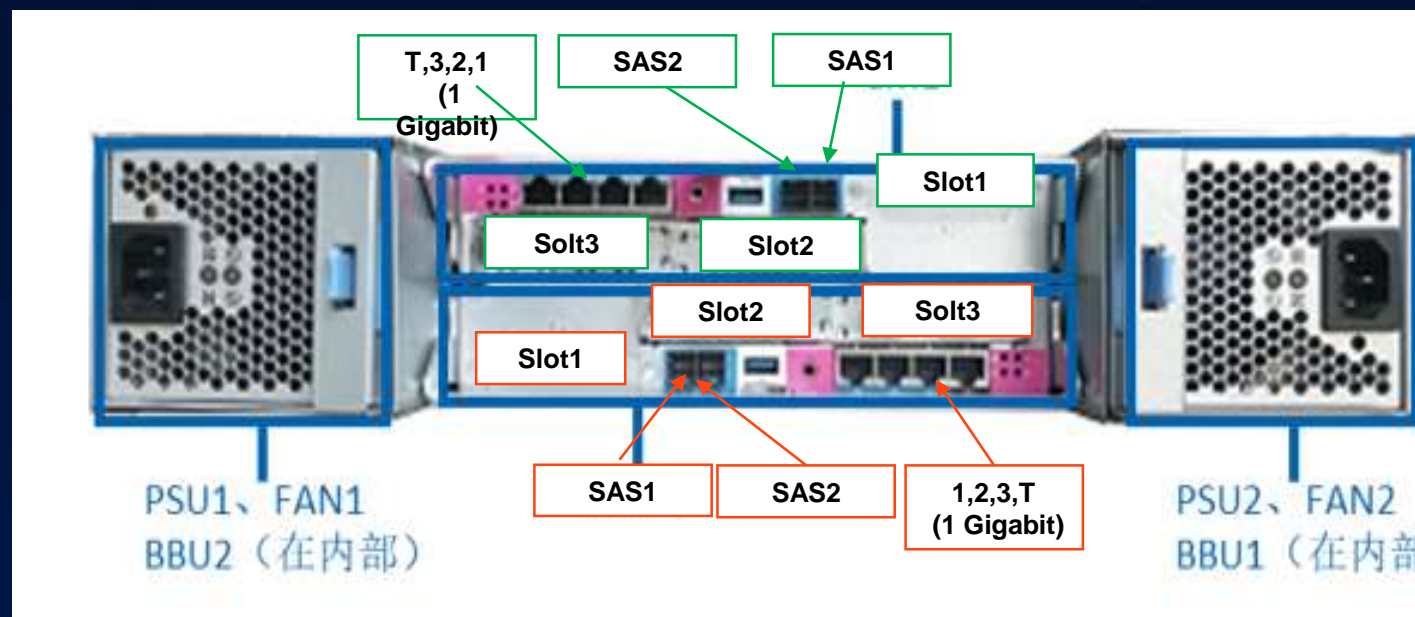 T,3,2,1
(1
Gigabit)
SAS2
SAS1
Slot1
Solt3
Slot2
Slot2
Solt3
Slot1
SAS1
SAS2
1,2,3,T
(1 Gigabit)
PSU1、FAN1
BBU2（在内部）
PSU2、FAN2
BBU1（在内部